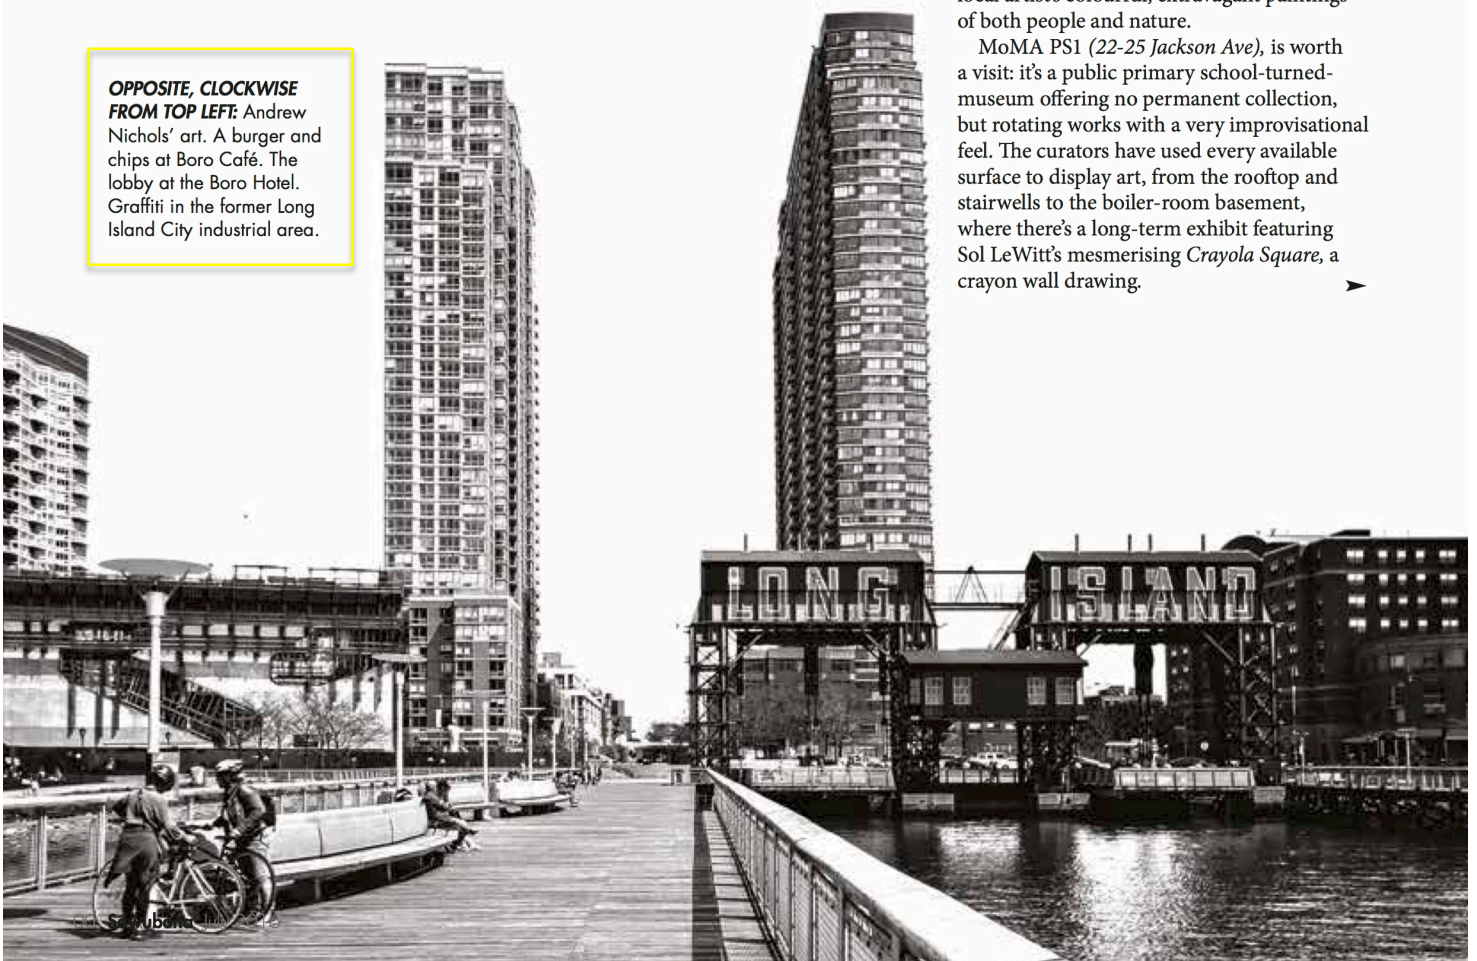 OPPOSITE, CLOCKWISE
FROM TOP LEFT: Andrew
Nichols' art. A burger and
chips at Boro Café. The
lobby at the Boro Hotel.
Graffiti in the former Long
Island City industrial area.
of both people and nature.
MoMA PS1 (22-25 Jackson Ave), is worth
a visit: it's a public primary school-turned-
museum offering no permanent collection,
but rotating works with a very improvisational
feel. The curators have used every available
surface to display art, from the rooftop and
stairwells to the boiler-room basement,
where there's a long-term exhibit featuring
Sol LeWitt's mesmerising Crayola Square, a
crayon wall drawing.
LONG ISLAND